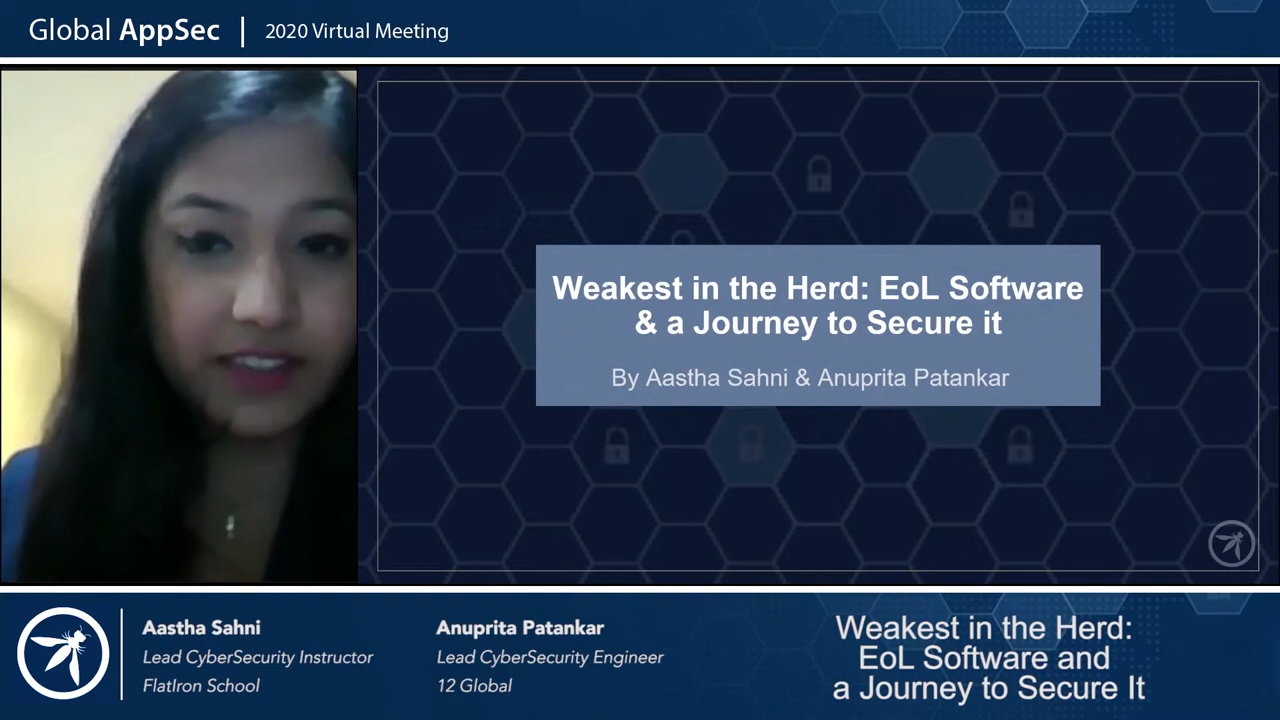 Global AppSec | 2020 Virtual Meeting
Weakest in the Herd: EoL Software
& a Journey to Secure it
By Aastha Sahni & Anuprita Patankar
Aastha Sahni
Lead CyberSecurity Instructor
FlatIron School
Anuprita Patankar
Lead CyberSecurity Engineer
12 Global
Weakest in the Herd:
EoL Software and
a Journey to Secure It